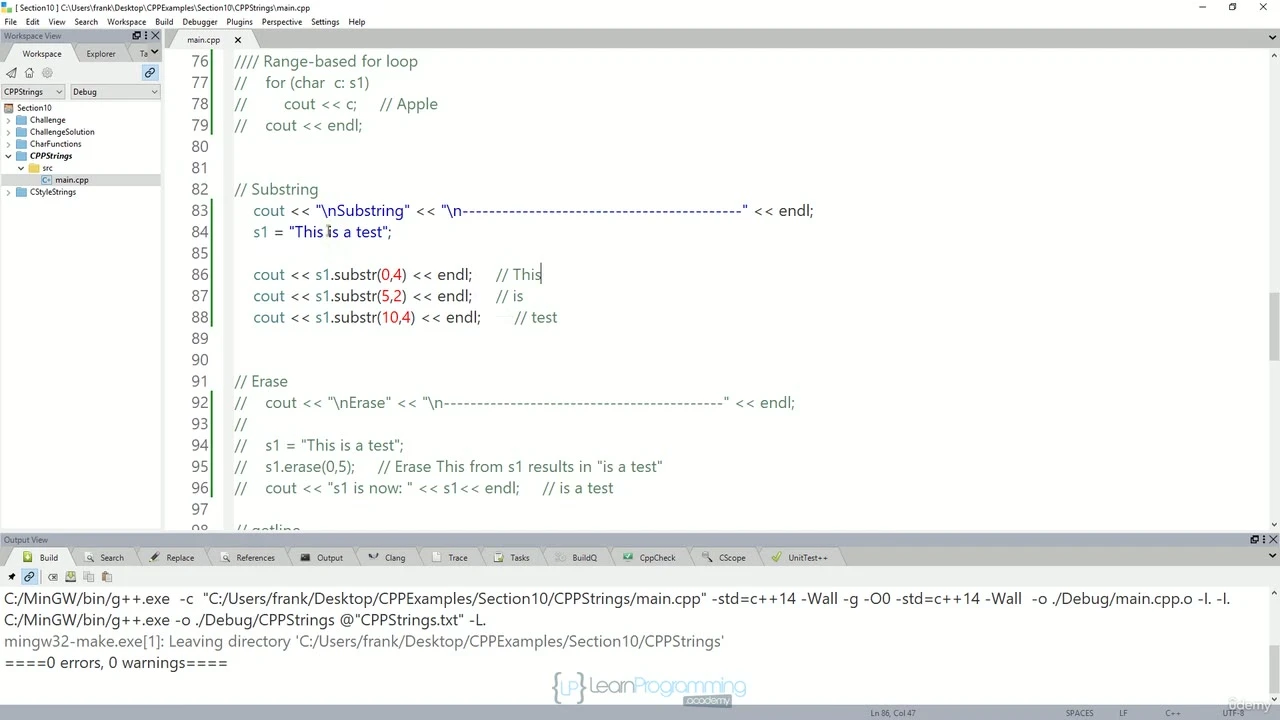 [ Section10 ] C:\Users\frank\Desktop\CPPExamples\Section10\CPPStrings\main.cpp
File Edit View Search Workspace Build Debugger Plugins Perspective Settings Help
Workspace View
main.cpp
Workspace Explorer Ta
CPPStrings Debug
Section10
Challenge
ChallengeSolution
CharFunctions
CPPStrings
src
main.cpp
CStyleStrings
76 //// Range-based for loop
77 // for (char c: s1)
78 // cout << c; // Apple
79 // cout << endl;
80
81
82 // Substring
83 cout << "\nSubstring" << "\n------------------------------------------" << endl;
84 s1 = "This is a test";
85
86 cout << s1.substr(0,4) << endl; // This
87 cout << s1.substr(5,2) << endl; // is
88 cout << s1.substr(10,4) << endl; // test
89
90
91 // Erase
92 // cout << "\nErase" << "\n------------------------------------------" << endl;
93 //
94 // s1 = "This is a test";
95 // s1.erase(0,5); // Erase This from s1 results in "is a test"
96 // cout << "s1 is now: " << s1<< endl; // is a test
97
98 // getline
Output View
Build Search Replace References Output Clang Trace Tasks BuildQ CppCheck CScope UnitTest++
C:/MinGW/bin/g++.exe -c "C:/Users/frank/Desktop/CPPExamples/Section10/CPPStrings/main.cpp" -std=c++14 -Wall -g -O0 -std=c++14 -Wall -o ./Debug/main.cpp.o -I. -I.
C:/MinGW/bin/g++.exe -o ./Debug/CPPStrings @"CPPStrings.txt" -L.
mingw32-make.exe[1]: Leaving directory 'C:/Users/frank/Desktop/CPPExamples/Section10/CPPStrings'
====0 errors, 0 warnings====
{LP} LearnProgramming
academy
Ln 86, Col 47 SPACES LF C++ UTF-8
ûdemy